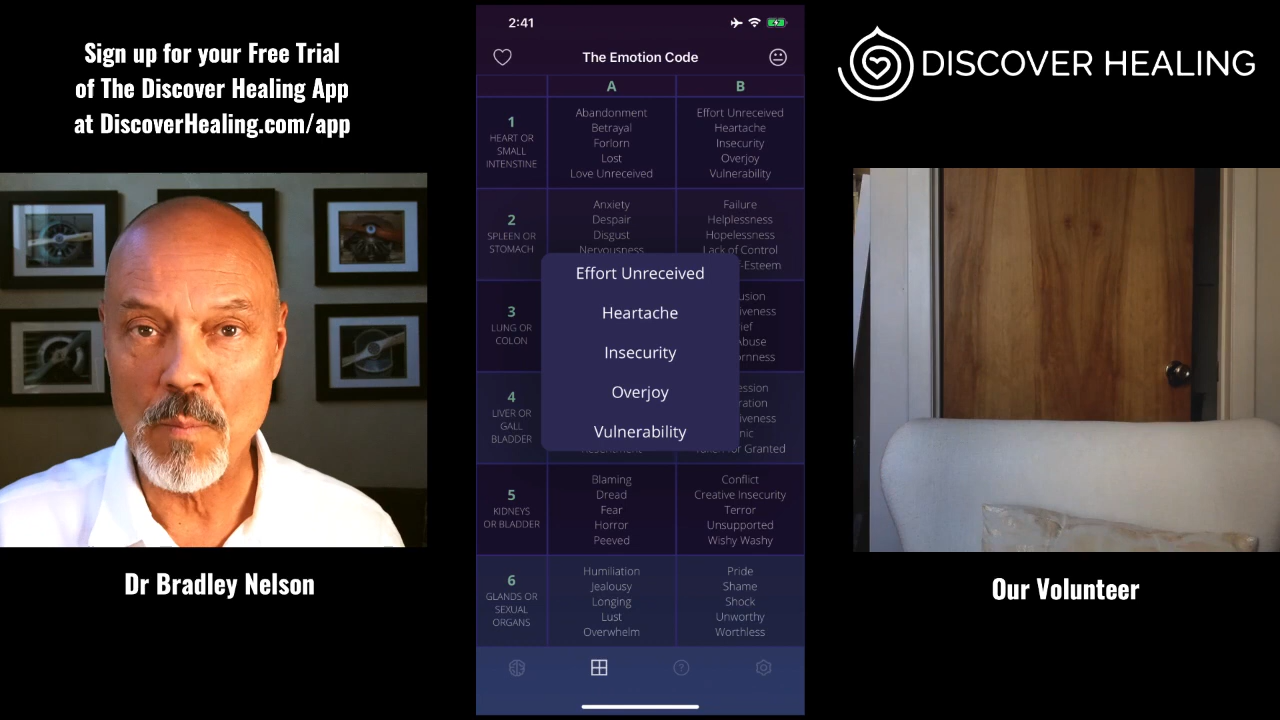 Sign up for your Free Trial
of The Discover Healing App
at DiscoverHealing.com/app
Dr Bradley Nelson
2:41
The Emotion Code
A
B
1
HEART OR
SMALL
INTENSTINE
Abandonment
Betrayal
Forlorn
Lost
Love Unreceived
Effort Unreceived
Heartache
Insecurity
Overjoy
Vulnerability
2
SPLEEN OR
STOMACH
Anxiety
Despair
Disgust
Nervousness
Failure
Helplessness
Hopelessness
Lack of Control
-Esteem
Effort Unreceived
Heartache
Insecurity
Overjoy
Vulnerability
3
LUNG OR
COLON
4
LIVER OR
GALL
BLADDER
5
KIDNEYS
OR BLADDER
Blaming
Dread
Fear
Horror
Peeved
Conflict
Creative Insecurity
Terror
Unsupported
Wishy Washy
6
GLANDS OR
SEXUAL
ORGANS
Humiliation
Jealousy
Longing
Lust
Overwhelm
Pride
Shame
Shock
Unworthy
Worthless
DISCOVER HEALING
Our Volunteer